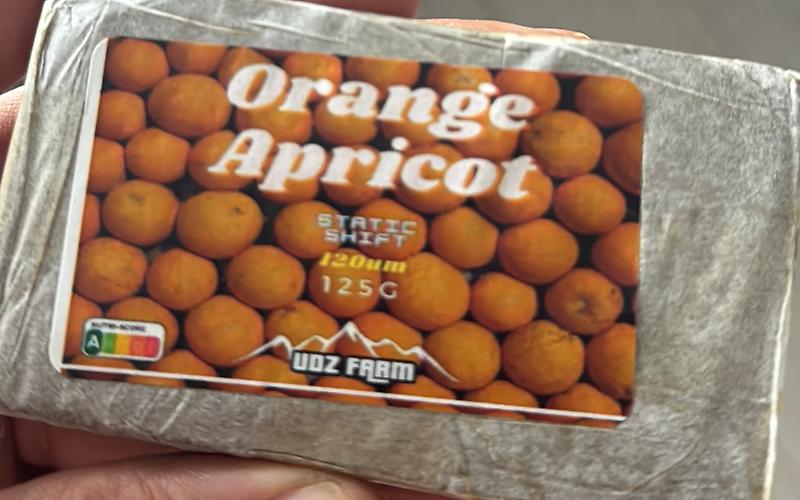 Orange
Apricot
STATIC
SHIFT
120um
125G
NUTRI-SCORE
A
UDZ FARM